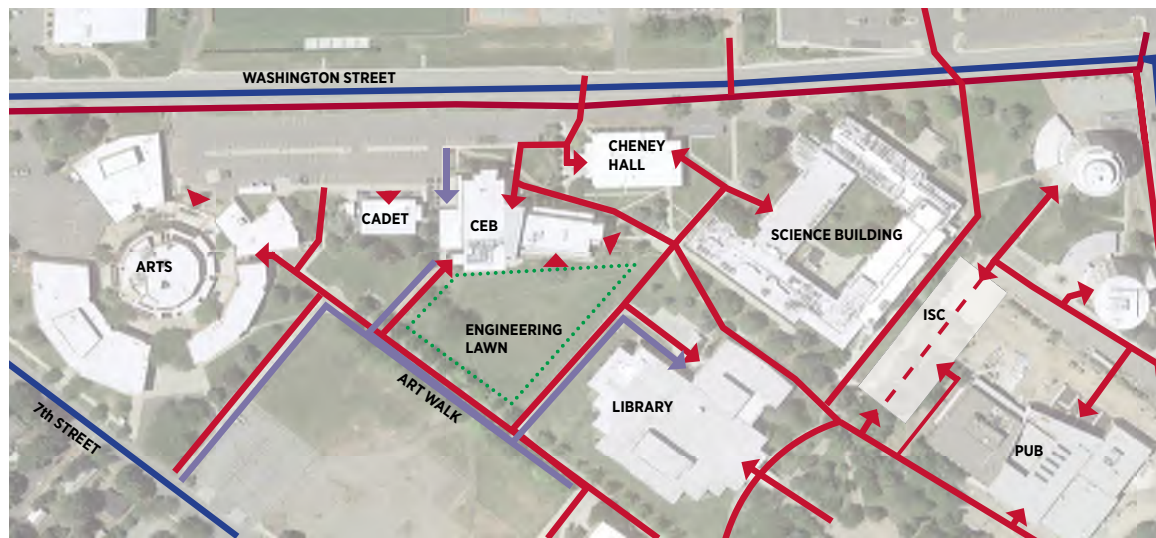 WASHINGTON STREET
CHENEY
HALL
CADET
CEB
SCIENCE BUILDING
ARTS
ISC
ENGINEERING
LAWN
ART WALK
LIBRARY
7th STREET
PUB